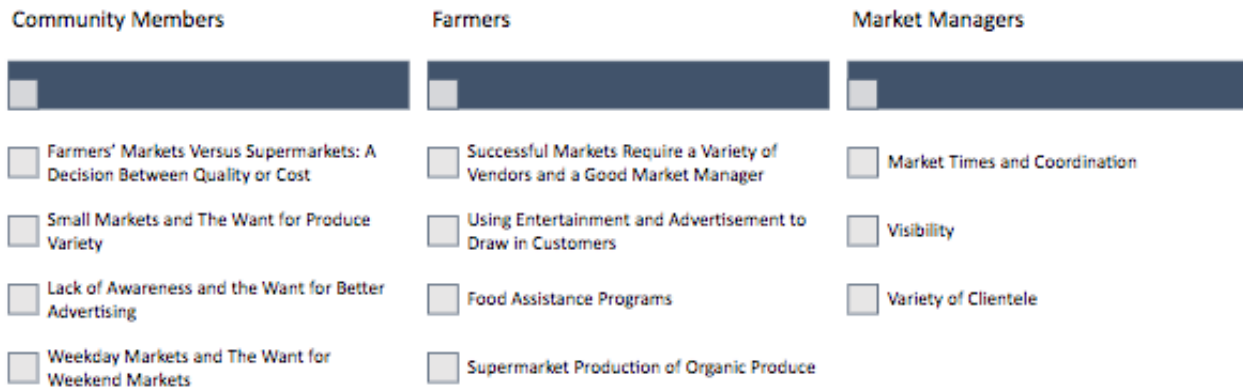 Community Members
Farmers' Markets Versus Supermarkets: A
Decision Between Quality or Cost
Small Markets and The Want for Produce
Variety
Lack of Awareness and the Want for Better
Advertising
Weekday Markets and The Want for
Weekend Markets
Farmers
Successful Markets Require a Variety of
Vendors and a Good Market Manager
Using Entertainment and Advertisement to
Draw in Customers
Food Assistance Programs
Supermarket Production of Organic Produce
Market Managers
Market Times and Coordination
Visibility
Variety of Clientele